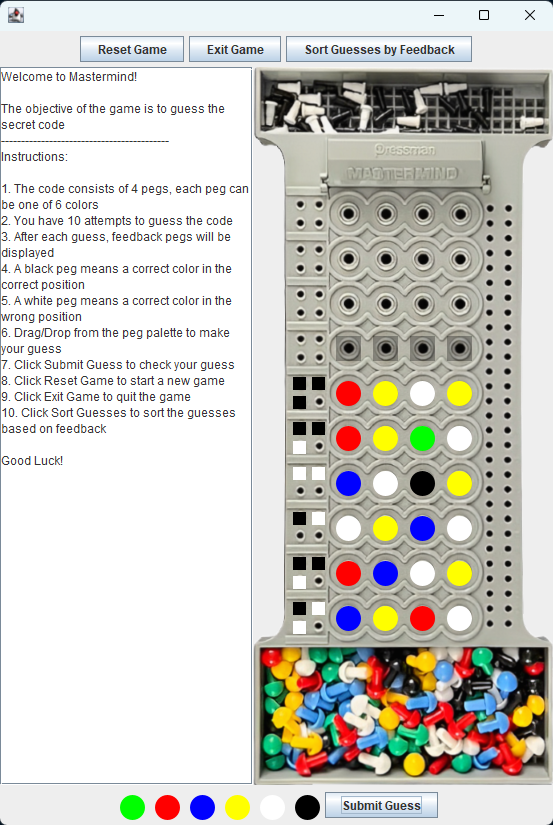 Reset Game
Exit Game
Sort Guesses by Feedback
Welcome to Mastermind!
The objective of the game is to guess the
secret code
------------------------------------------
Instructions:
1. The code consists of 4 pegs, each peg can
be one of 6 colors
2. You have 10 attempts to guess the code
3. After each guess, feedback pegs will be
displayed
4. A black peg means a correct color in the
correct position
5. A white peg means a correct color in the
wrong position
6. Drag/Drop from the peg palette to make
your guess
7. Click Submit Guess to check your guess
8. Click Reset Game to start a new game
9. Click Exit Game to quit the game
10. Click Sort Guesses to sort the guesses
based on feedback
Good Luck!
Pressman
MASTERMIND
Submit Guess